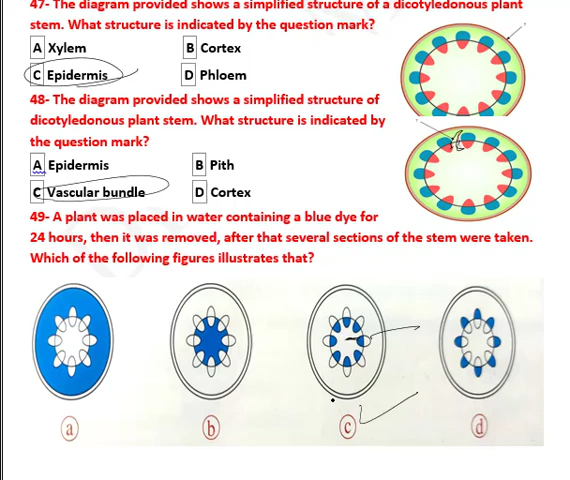 47- The diagram provided shows a simplified structure of a dicotyledonous plant
stem. What structure is indicated by the question mark?
A Xylem B Cortex
C Epidermis D Phloem
48- The diagram provided shows a simplified structure of
dicotyledonous plant stem. What structure is indicated by
the question mark?
A Epidermis B Pith
C Vascular bundle D Cortex
49- A plant was placed in water containing a blue dye for
24 hours, then it was removed, after that several sections of the stem were taken.
Which of the following figures illustrates that?
a b c d